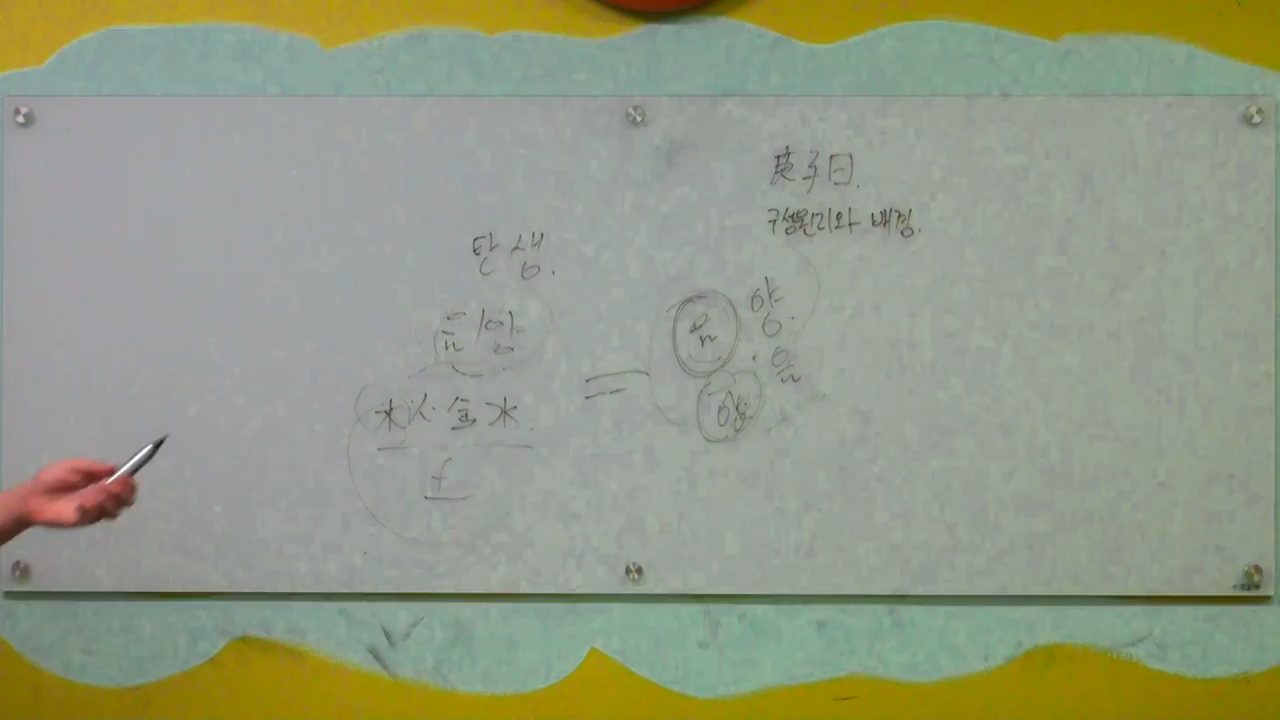 庚子日.
구성원리와 배경.
탄생.
음/양
木火金水.
土
=
음 양.
음
양